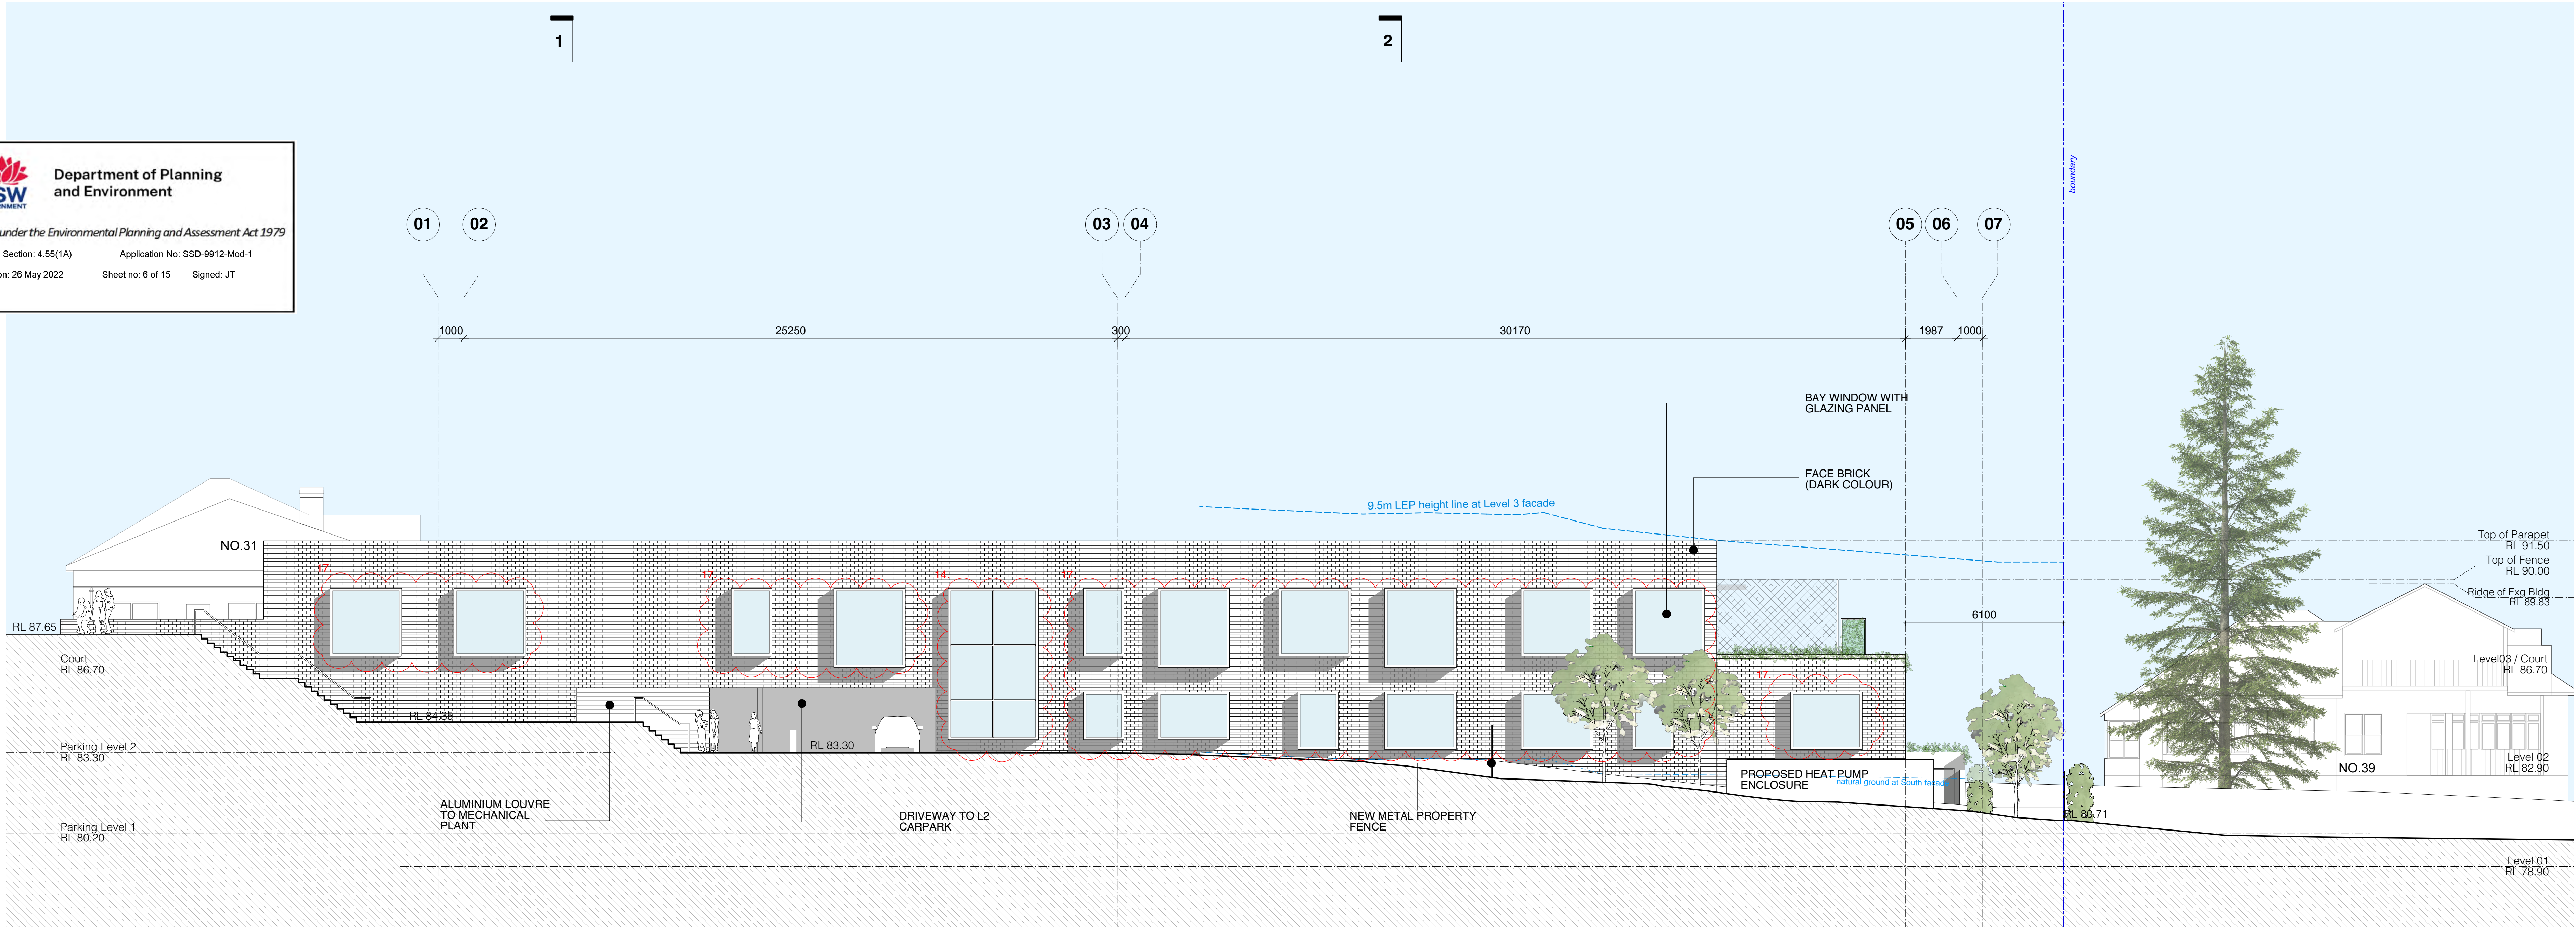 1
2
Department of Planning
and Environment
under the Environmental Planning and Assessment Act 1979
Section: 4.55(1A) Application No: SSD-9912-Mod-1
26 May 2022 Sheet no: 6 of 15 Signed: JT
boundary
01
02
03
04
05
06
07
1000
25250
300
30170
1987
1000
BAY WINDOW WITH
GLAZING PANEL
FACE BRICK
(DARK COLOUR)
9.5m LEP height line at Level 3 facade
NO.31
Top of Parapet
RL 91.50
Top of Fence
RL 90.00
Ridge of Exg Bldg
RL 89.83
17.
17.
14.
17.
17.
6100
RL 87.65
Court
RL 86.70
Level03 / Court
RL 86.70
RL 84.35
RL 83.30
Parking Level 2
RL 83.30
Level 02
RL 82.90
NO.39
PROPOSED HEAT PUMP
ENCLOSURE
natural ground at South facad
ALUMINIUM LOUVRE
TO MECHANICAL
PLANT
DRIVEWAY TO L2
CARPARK
NEW METAL PROPERTY
FENCE
RL 80.71
Parking Level 1
RL 80.20
Level 01
RL 78.90